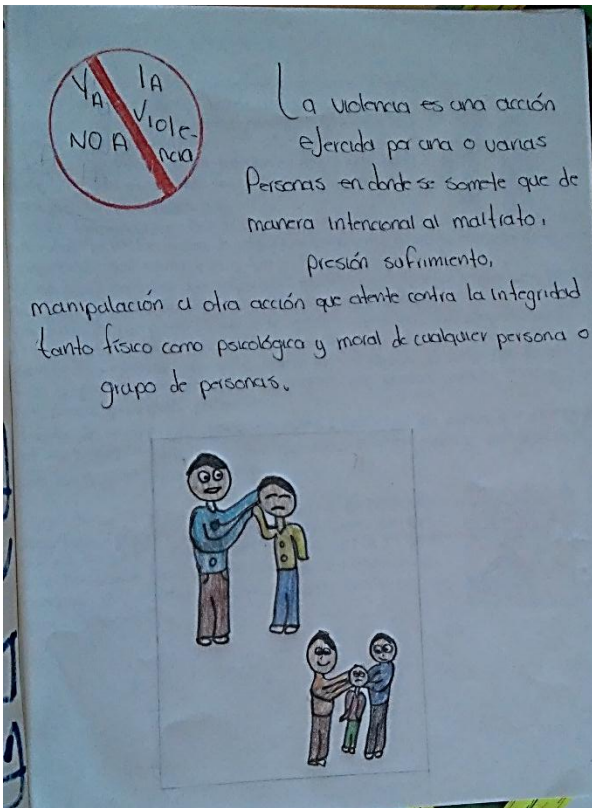 YA
NO A
lA
Viole-
ncia
La violencia es una acción
ejercida por una o varias
Personas en donde se somete que de
manera intencional al maltrato,
presión sufrimiento,
manipulación u otra acción que atente contra la integridad
tanto físico como psicológica y moral de cualquier persona o
grupo de personas.